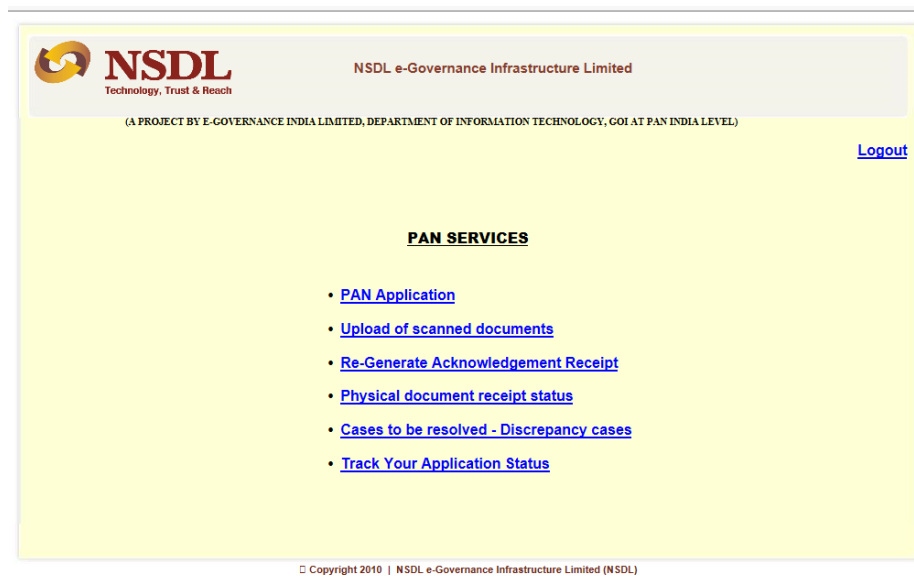 NSDL
Technology, Trust & Reach
NSDL e-Governance Infrastructure Limited
(A PROJECT BY E-GOVERNANCE INDIA LIMITED, DEPARTMENT OF INFORMATION TECHNOLOGY, GOI AT PAN INDIA LEVEL)
Logout
PAN SERVICES
• PAN Application
• Upload of scanned documents
• Re-Generate Acknowledgement Receipt
• Physical document receipt status
• Cases to be resolved - Discrepancy cases
• Track Your Application Status
▯ Copyright 2010 | NSDL e-Governance Infrastructure Limited (NSDL)